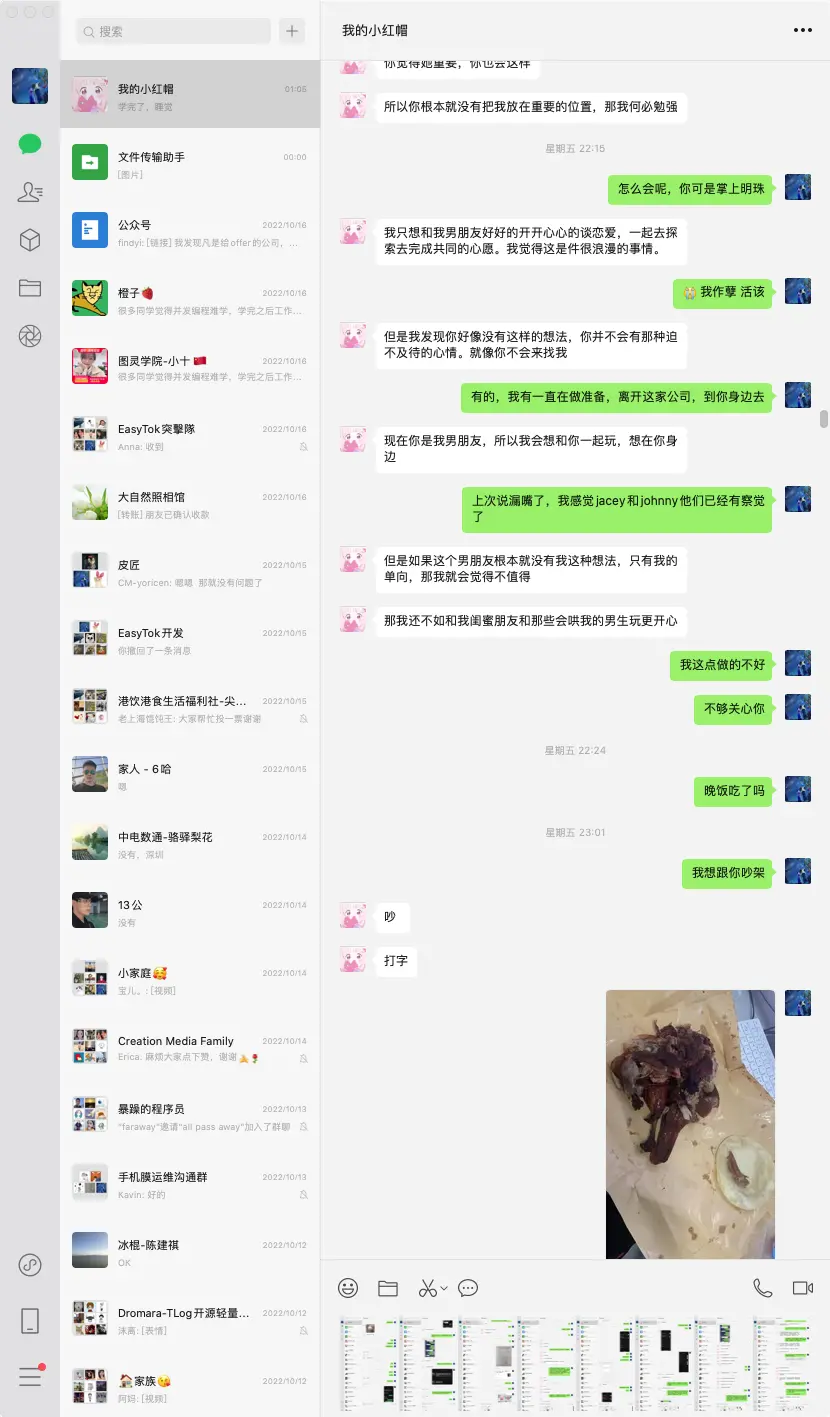 搜索
我的小红帽
01:08
学完了，睡觉
文件传输助手
00:00
[图片]
公众号
2022/10/16
findyi: [链接] 我发现凡是给offer的公司，...
橙子🍓
2022/10/16
很多同学觉得并发编程难学，学完之后工作...
图灵学院-小十 🇨🇳
2022/10/16
很多同学觉得并发编程难学，学完之后工作...
EasyTok突擊隊
2022/10/16
Anna: 收到
大自然照相馆
2022/10/16
[转账] 朋友已确认收款
皮匠
2022/10/15
CM-yoricen: 嗯嗯 那就没有问题了
EasyTok开发
2022/10/15
你撤回了一条消息
港饮港食生活福利社-尖...
2022/10/15
老上海馄饨王: 大家帮忙投一票谢谢
家人 - 6哈
2022/10/15
嗯
中电数通-骆驿梨花
2022/10/14
没有，深圳
13公
2022/10/14
没有
小家庭🥰
2022/10/14
宝儿。: [视频]
Creation Media Family
2022/10/14
Erica: 麻烦大家点下赞，谢谢🙏🌹
暴躁的程序员
2022/10/13
"faraway"邀请"all pass away"加入了群聊
手机膜运维沟通群
2022/10/13
Kavin: 好的
冰棍-陈建祺
2022/10/12
OK
Dromara-TLog开源轻量...
2022/10/12
沫高: [表情]
🏠家族😘
2022/10/12
阿妈: [视频]
我的小红帽
你觉得她重要，你也会这样
所以你根本就没有把我放在重要的位置，那我何必勉强
星期五 22:15
怎么会呢，你可是掌上明珠
我只想和我男朋友好好的开开心心的谈恋爱，一起去探
索去完成共同的心愿。我觉得这是件很浪漫的事情。
😭 我作孽 活该
但是我发现你好像没有这样的想法，你并不会有那种迫
不及待的心情。就像你不会来找我
有的，我有一直在做准备，离开这家公司，到你身边去
现在你是我男朋友，所以我会想和你一起玩，想在你身
边
上次说漏嘴了，我感觉jacey和johnny他们已经有察觉
了
但是如果这个男朋友根本就没有我这种想法，只有我的
单向，那我就会觉得不值得
那我还不如和我闺蜜朋友和那些会哄我的男生玩更开心
我这点做的不好
不够关心你
星期五 22:24
晚饭吃了吗
星期五 23:01
我想跟你吵架
吵
打字